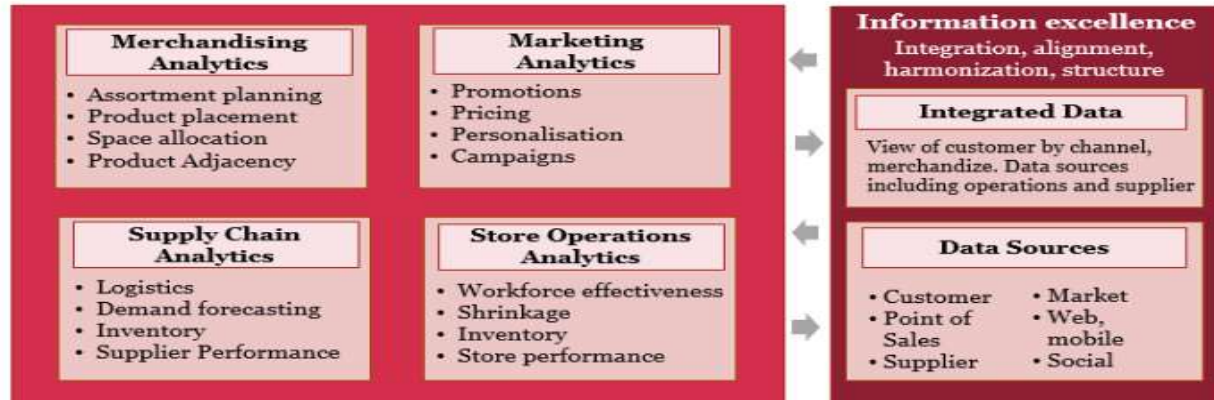 Merchandising
Analytics
• Assortment planning
• Product placement
• Space allocation
• Product Adjacency
Marketing
Analytics
• Promotions
• Pricing
• Personalisation
• Campaigns
Supply Chain
Analytics
• Logistics
• Demand forecasting
• Inventory
• Supplier Performance
Store Operations
Analytics
• Workforce effectiveness
• Shrinkage
• Inventory
• Store performance
Information excellence
Integration, alignment,
harmonization, structure
Integrated Data
View of customer by channel,
merchandize. Data sources
including operations and supplier
Data Sources
• Customer
• Point of
Sales
• Supplier
• Market
• Web,
mobile
• Social